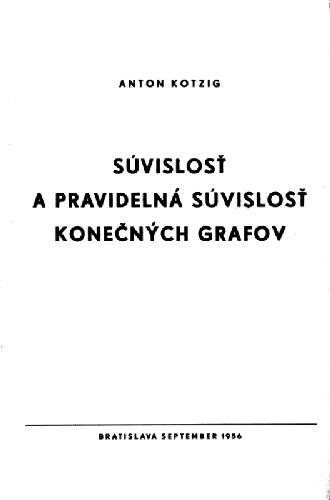 ANTON KOTZIG
SÚVISLOSŤ
A PRAVIDELNÁ SÚVISLOSŤ
KONEČNÝCH GRAFOV
BRATISLAVA SEPTEMBER 1956